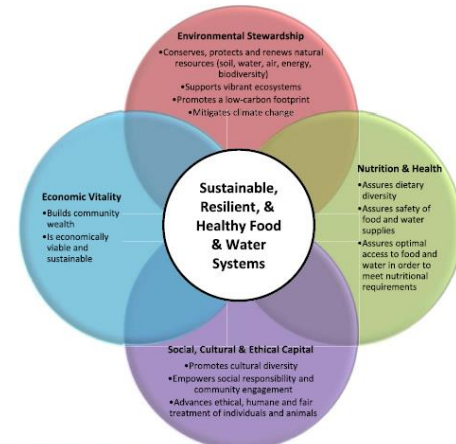 Environmental Stewardship
•Conserves, protects and renews natural
resources (soil, water, air, energy,
biodiversity)
•Supports vibrant ecosystems
•Promotes a low-carbon footprint
•Mitigates climate change
Economic Vitality
•Builds community
wealth
•Is economically
viable and
sustainable
Sustainable,
Resilient, &
Healthy Food
& Water
Systems
Nutrition & Health
•Assures dietary
diversity
•Assures safety of
food and water
supplies
•Assures optimal
access to food and
water in order to
meet nutritional
requirements
Social, Cultural & Ethical Capital
•Promotes cultural diversity
•Empowers social responsibility and
community engagement
•Advances ethical, humane and fair
treatment of individuals and animals